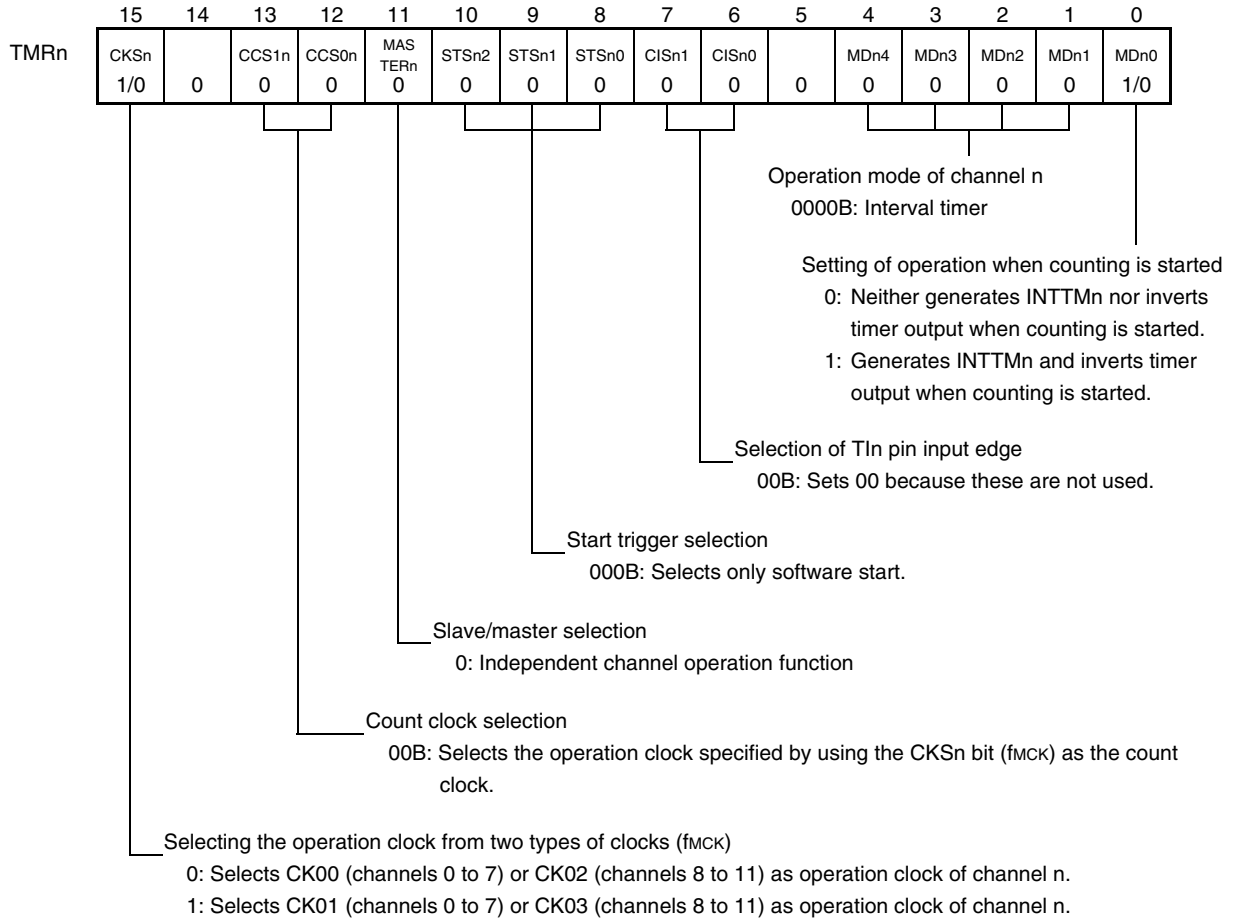 15 14 13 12 11 10 9 8 7 6 5 4 3 2 1 0
TMRn CKSn CCS1n CCS0n MAS TERn STSn2 STSn1 STSn0 CISn1 CISn0 MDn4 MDn3 MDn2 MDn1 MDn0
1/0 0 0 0 0 0 0 0 0 0 0 0 0 0 0 1/0
Operation mode of channel n
0000B: Interval timer
Setting of operation when counting is started
0: Neither generates INTTMn nor inverts
timer output when counting is started.
1: Generates INTTMn and inverts timer
output when counting is started.
Selection of TIn pin input edge
00B: Sets 00 because these are not used.
Start trigger selection
000B: Selects only software start.
Slave/master selection
0: Independent channel operation function
Count clock selection
00B: Selects the operation clock specified by using the CKSn bit (fMCK) as the count
clock.
Selecting the operation clock from two types of clocks (fMCK)
0: Selects CK00 (channels 0 to 7) or CK02 (channels 8 to 11) as operation clock of channel n.
1: Selects CK01 (channels 0 to 7) or CK03 (channels 8 to 11) as operation clock of channel n.